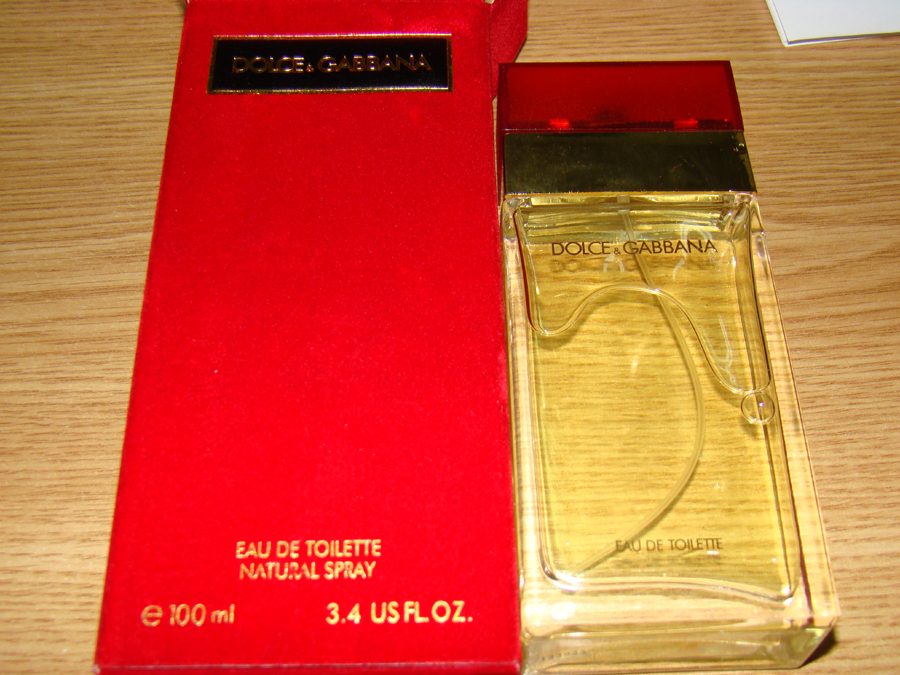 DOLCE & GABBANA
EAU DE TOILETTE
NATURAL SPRAY
℮ 100 ml 3.4 US FL. OZ.
DOLCE & GABBANA
EAU DE TOILETTE